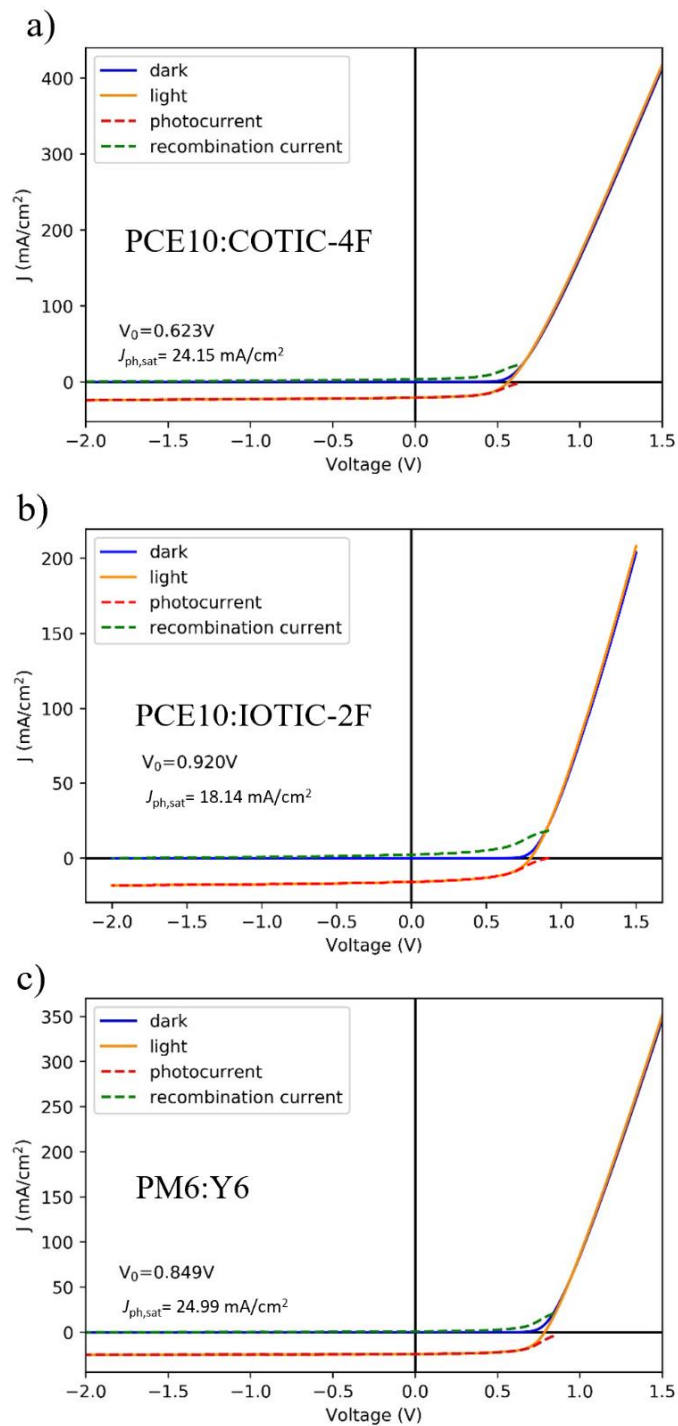 a)
400
300
200
100
0
J (mA/cm²)
dark
light
photocurrent
recombination current
PCE10:COTIC-4F
V₀=0.623V
Jph,sat= 24.15 mA/cm²
−2.0 −1.5 −1.0 −0.5 0.0 0.5 1.0 1.5
Voltage (V)
b)
200
150
100
50
0
J (mA/cm²)
dark
light
photocurrent
recombination current
PCE10:IOTIC-2F
V₀=0.920V
Jph,sat= 18.14 mA/cm²
−2.0 −1.5 −1.0 −0.5 0.0 0.5 1.0 1.5
Voltage (V)
c)
350
300
250
200
150
100
50
0
J (mA/cm²)
dark
light
photocurrent
recombination current
PM6:Y6
V₀=0.849V
Jph,sat= 24.99 mA/cm²
−2.0 −1.5 −1.0 −0.5 0.0 0.5 1.0 1.5
Voltage (V)